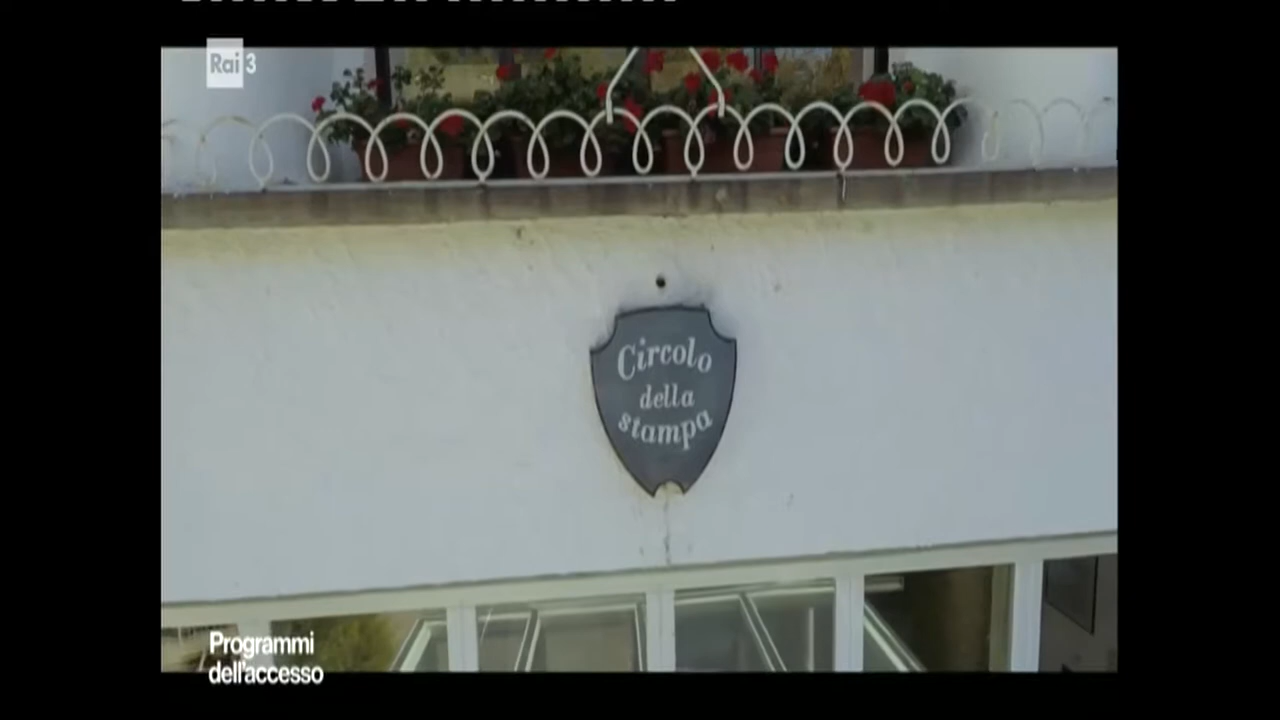 Rai 3
Circolo
della
stampa
Programmi
dell'accesso